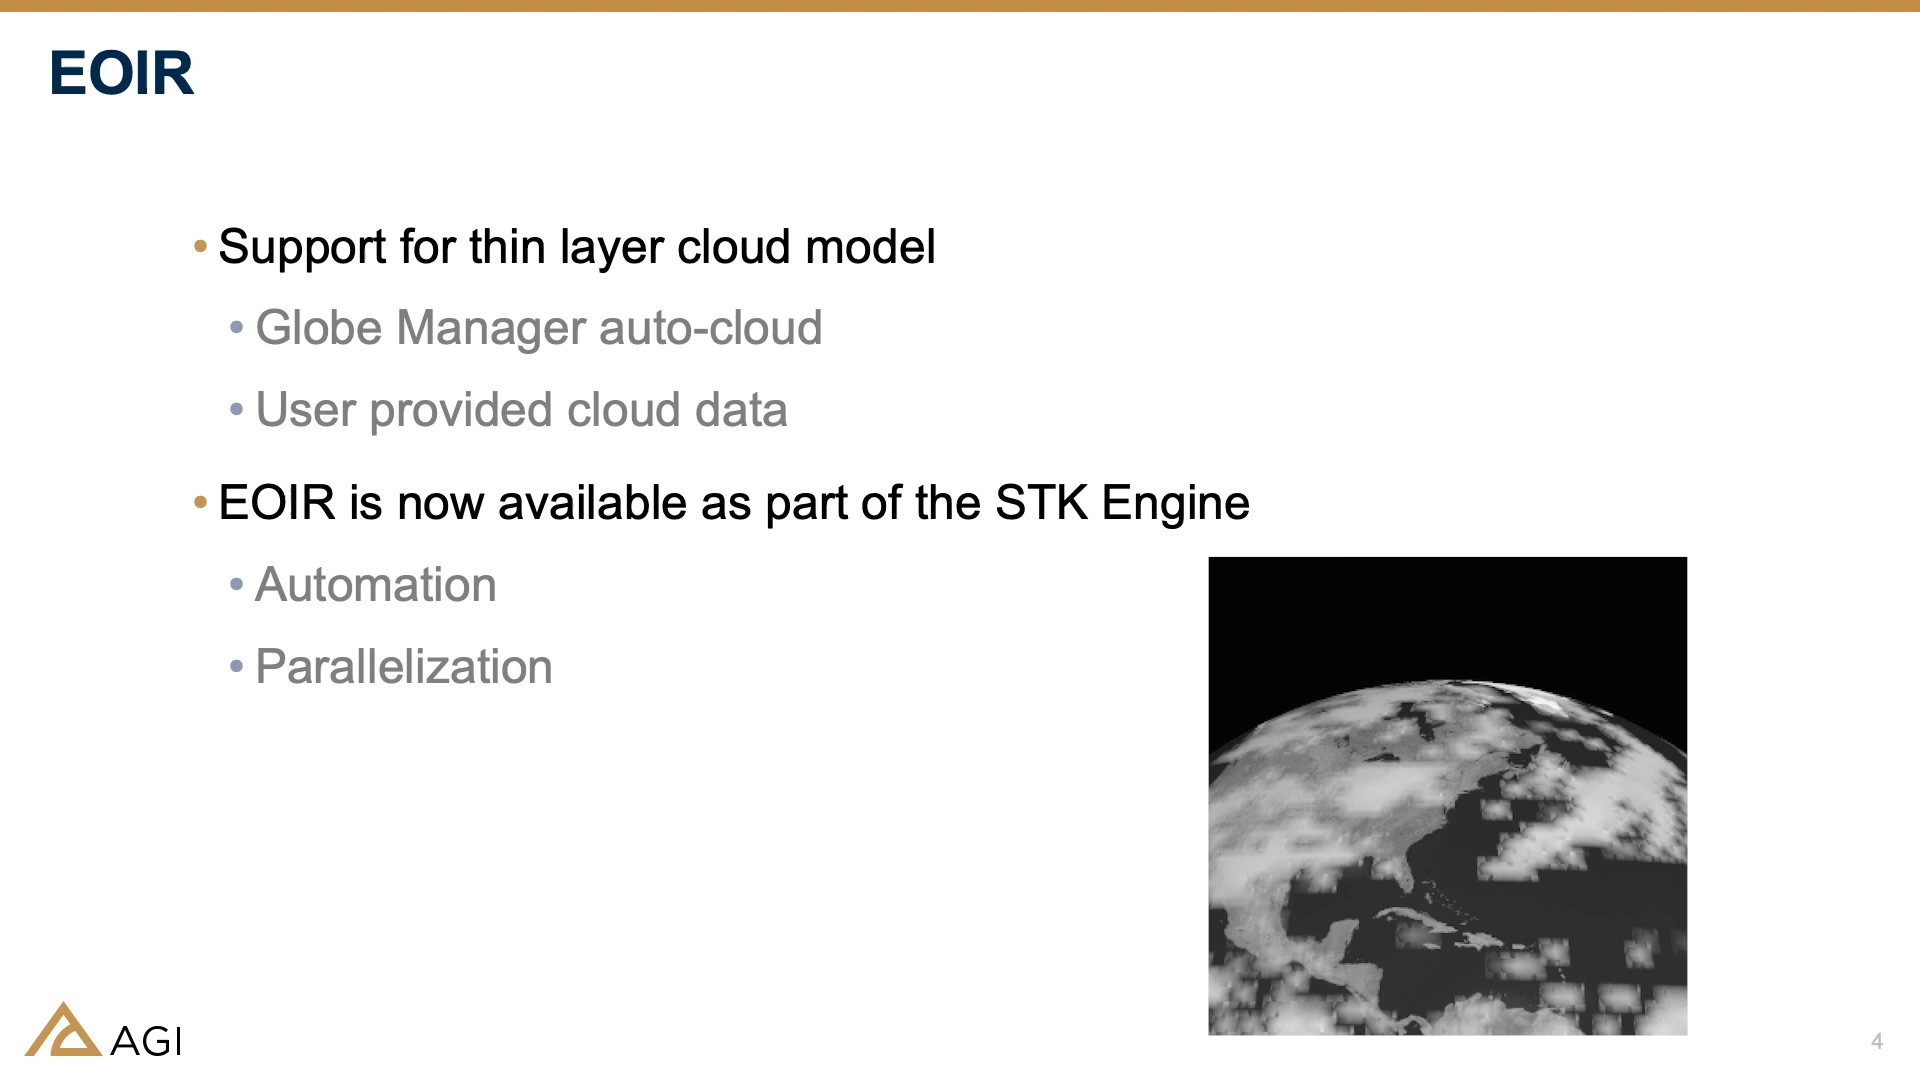 EOIR
• Support for thin layer cloud model
• Globe Manager auto-cloud
• User provided cloud data
• EOIR is now available as part of the STK Engine
• Automation
• Parallelization
AGI
4